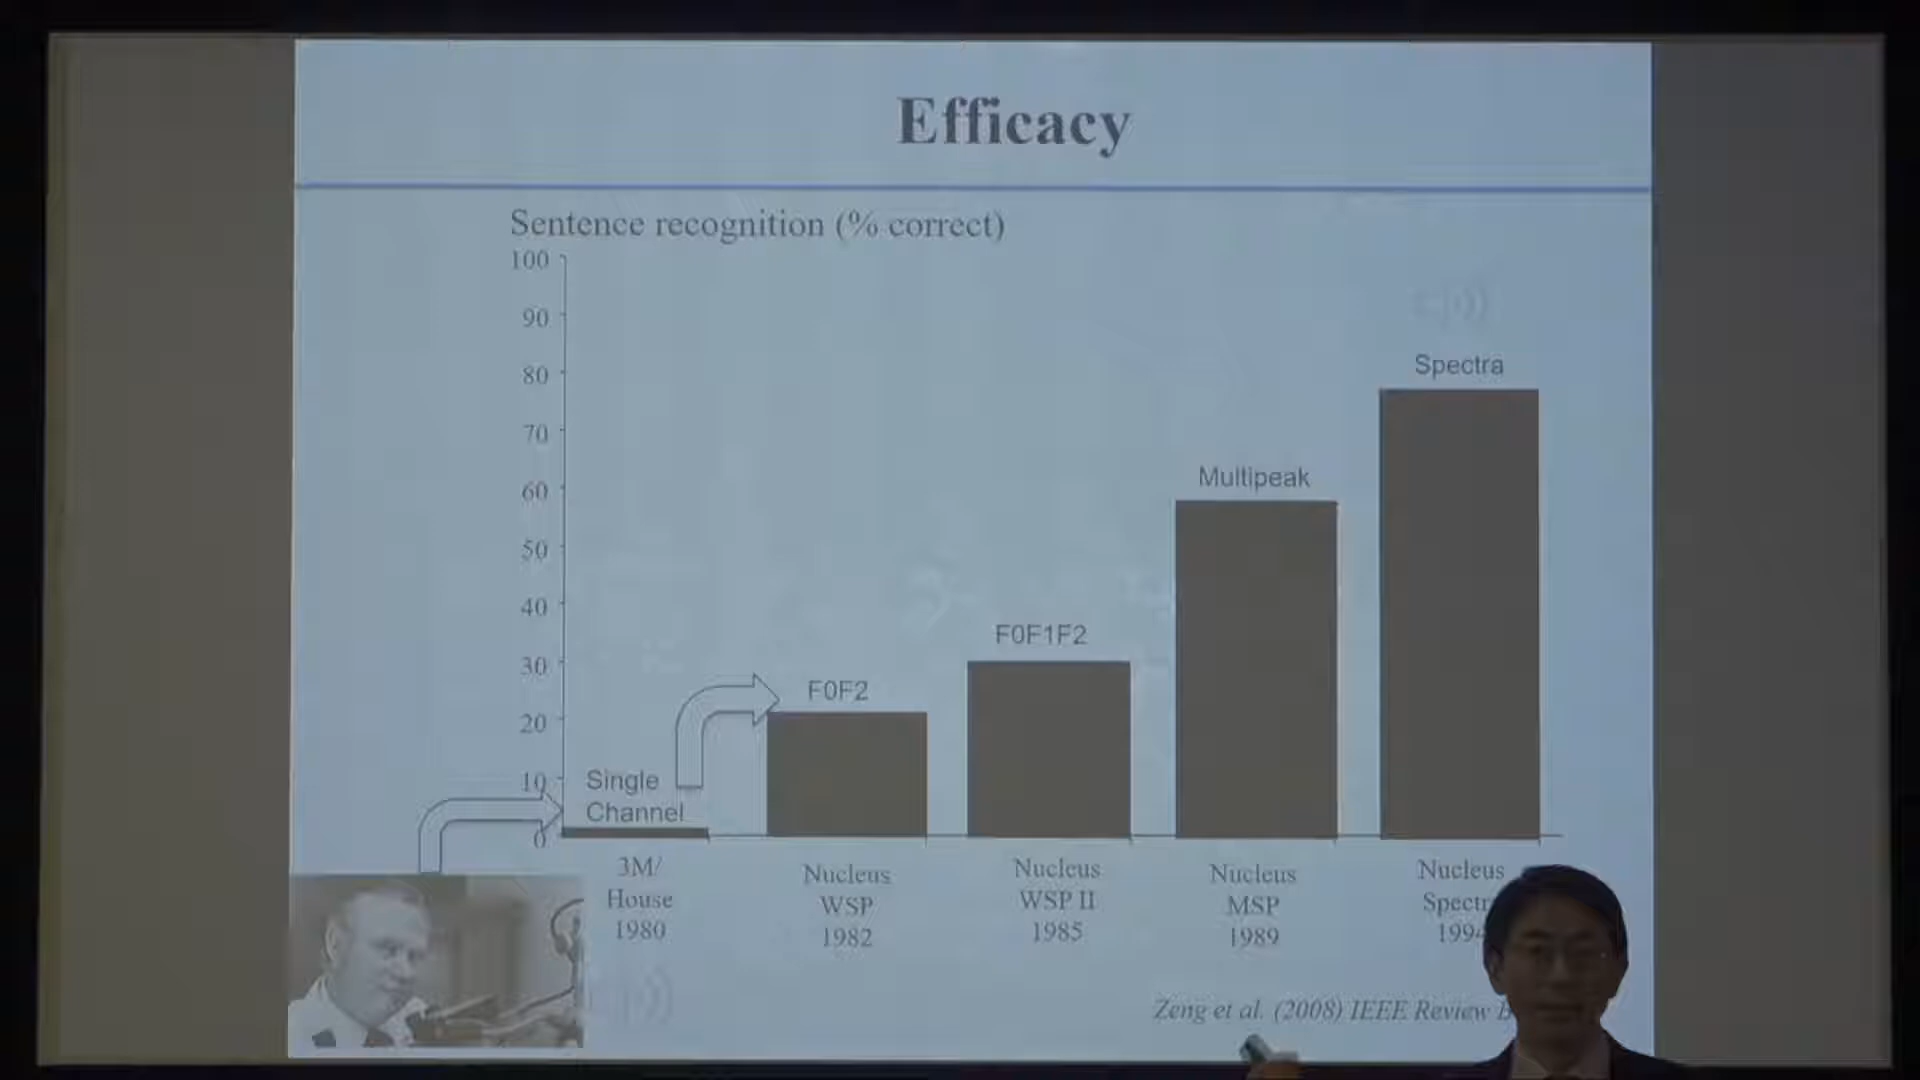 Efficacy
Sentence recognition (% correct)
100
90
80
70
60
50
40
30
20
10
0
Spectra
Multipeak
F0F1F2
F0F2
Single
Channel
3M/
House
1980
Nucleus
WSP
1982
Nucleus
WSP II
1985
Nucleus
MSP
1989
Nucleus
Spectr
1994
Zeng et al. (2008) IEEE Review